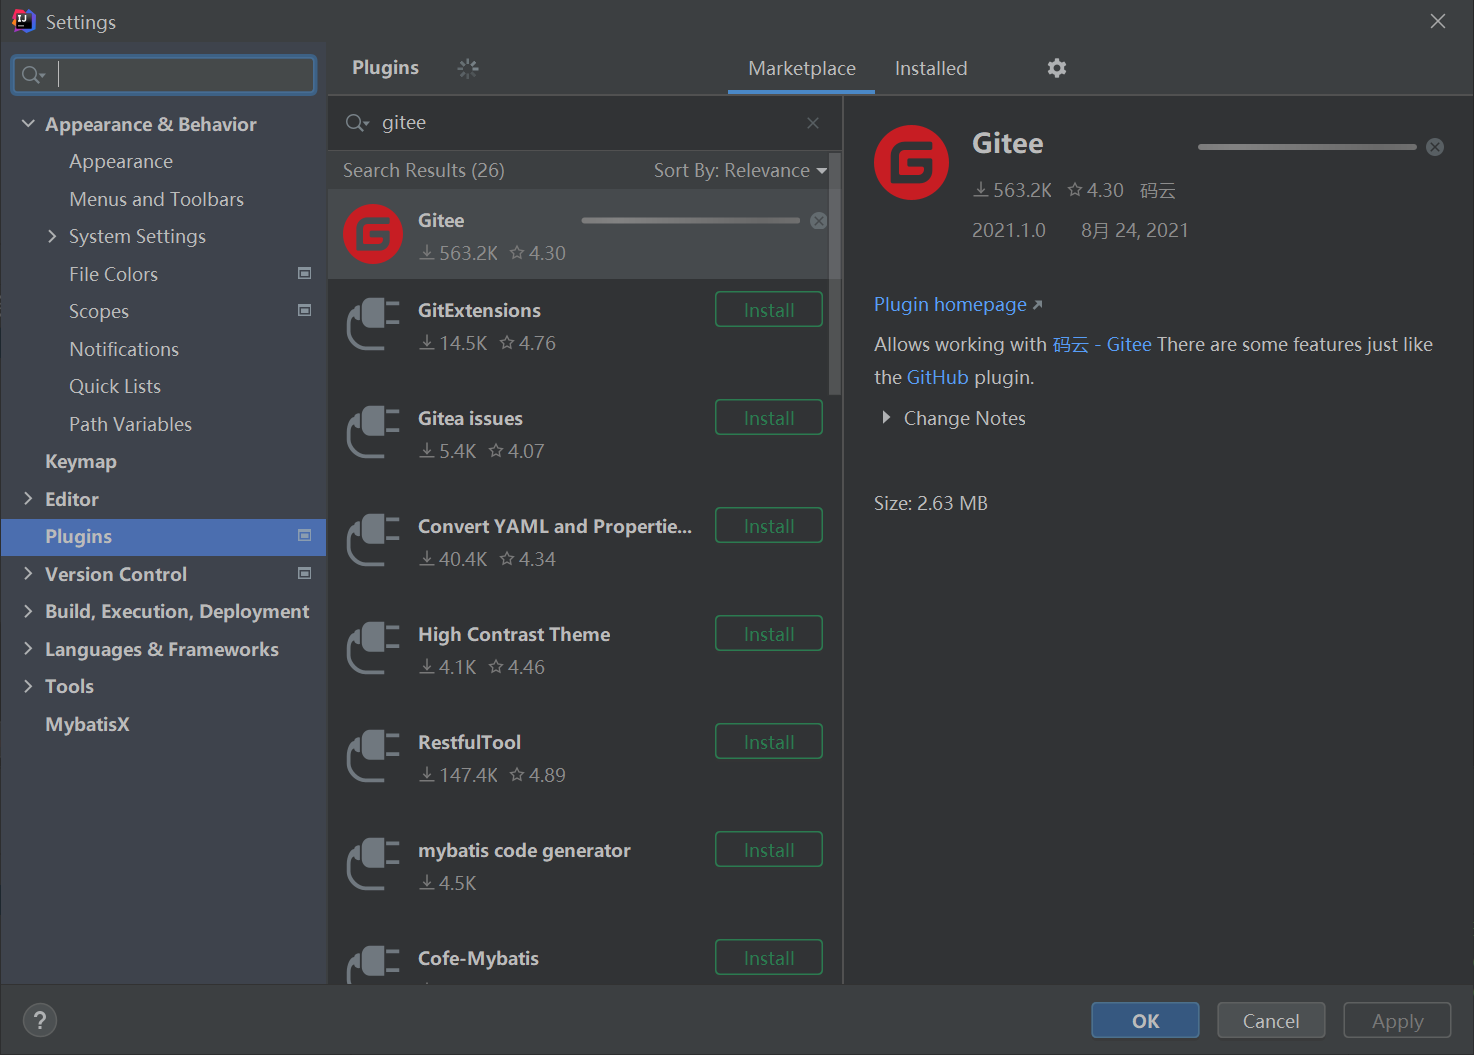 Settings
Plugins
Marketplace
Installed
Appearance & Behavior
Appearance
Menus and Toolbars
System Settings
File Colors
Scopes
Notifications
Quick Lists
Path Variables
Keymap
Editor
Plugins
Version Control
Build, Execution, Deployment
Languages & Frameworks
Tools
MybatisX
gitee
Search Results (26)
Sort By: Relevance
Gitee
563.2K 4.30
GitExtensions
Install
14.5K 4.76
Gitea issues
Install
5.4K 4.07
Convert YAML and Propertie...
Install
40.4K 4.34
High Contrast Theme
Install
4.1K 4.46
RestfulTool
Install
147.4K 4.89
mybatis code generator
Install
4.5K
Cofe-Mybatis
Install
Gitee
563.2K 4.30 码云
2021.1.0 8月 24, 2021
Plugin homepage
Allows working with 码云 - Gitee There are some features just like
the GitHub plugin.
Change Notes
Size: 2.63 MB
?
OK
Cancel
Apply